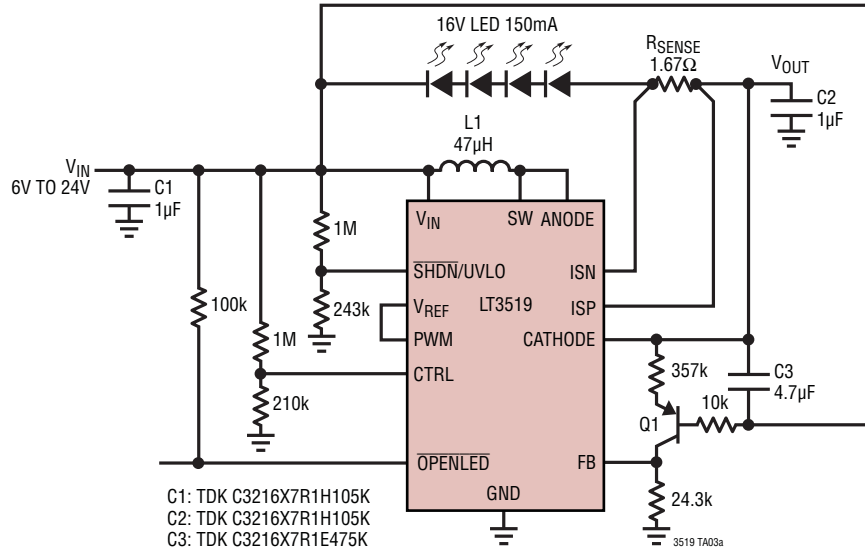 16V LED 150mA
RSENSE
1.67Ω
VOUT
C2
1µF
L1
47µH
VIN
6V TO 24V
C1
1µF
VIN
SW
ANODE
1M
SHDN/UVLO
ISN
100k
243k
VREF
LT3519
ISP
1M
PWM
CATHODE
CTRL
357k
C3
4.7µF
210k
10k
Q1
OPENLED
FB
GND
24.3k
C1: TDK C3216X7R1H105K
C2: TDK C3216X7R1H105K
C3: TDK C3216X7R1E475K
3519 TA03a